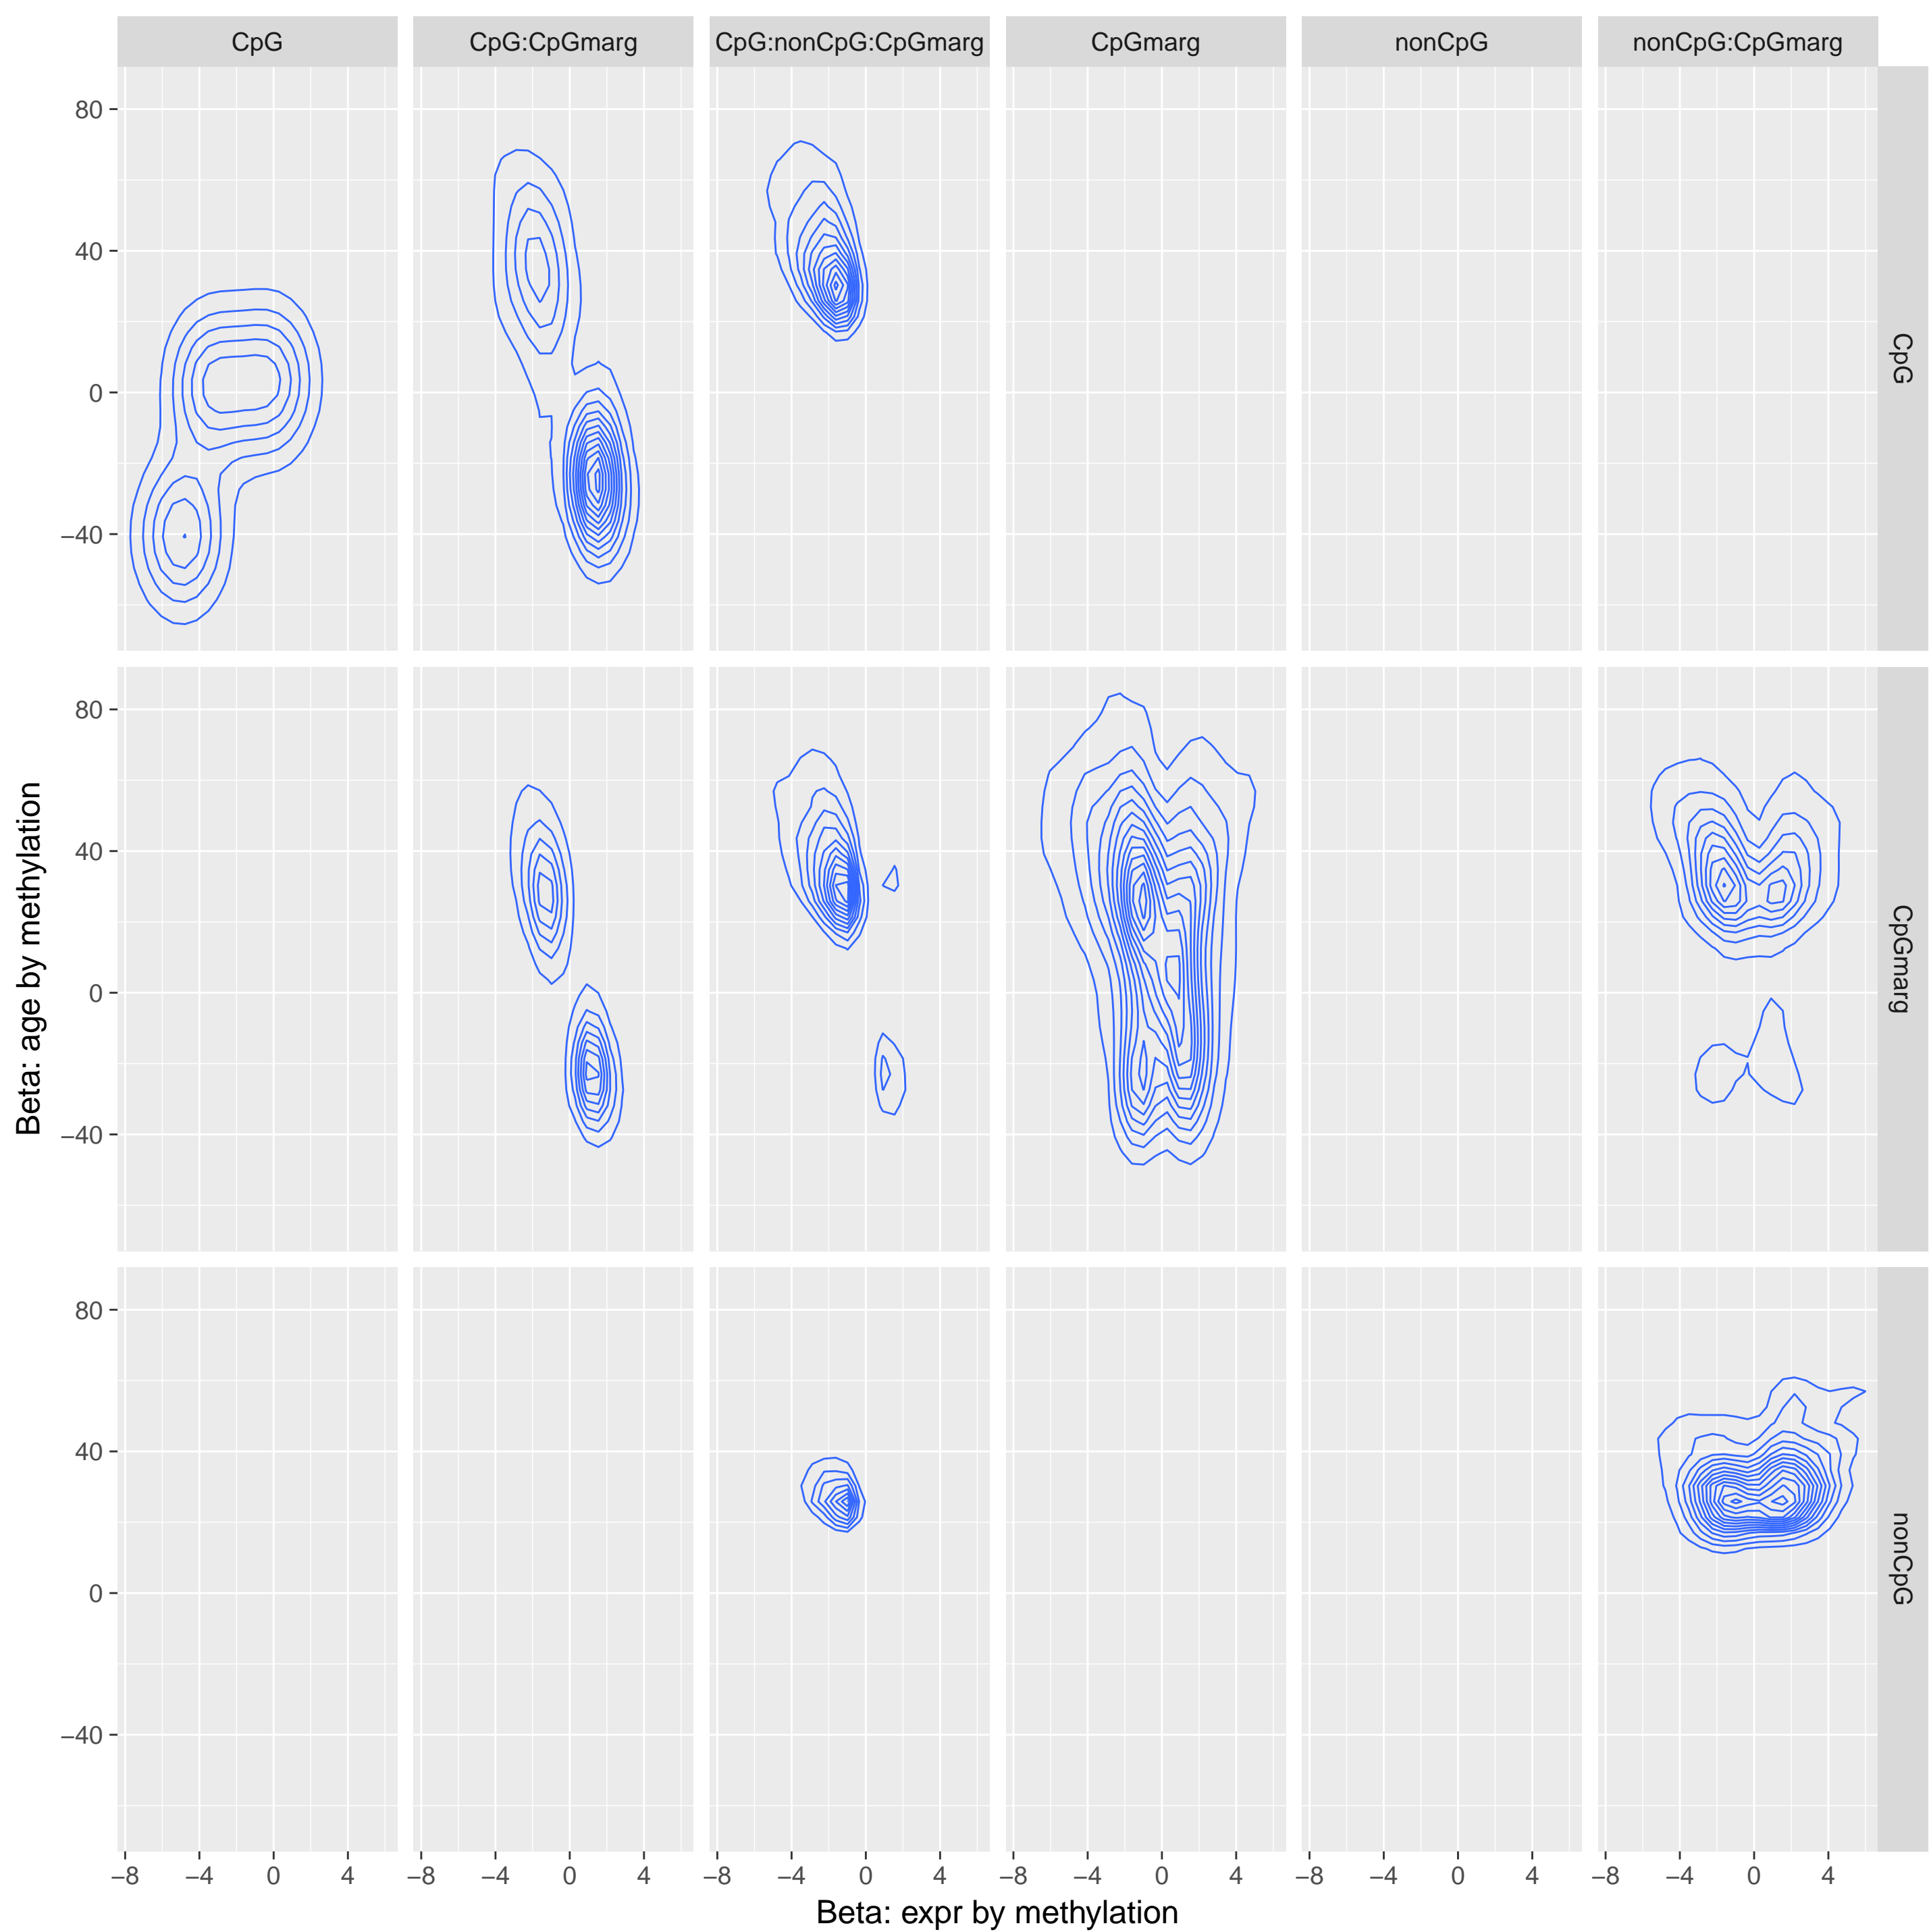 CpG CpG:CpGmarg CpG:nonCpG:CpGmarg CpGmarg nonCpG nonCpG:CpGmarg
80
40
0
−40
CpG
80
40
0
−40
CpGmarg
80
40
0
−40
nonCpG
−8 −4 0 4 −8 −4 0 4 −8 −4 0 4 −8 −4 0 4 −8 −4 0 4 −8 −4 0 4
Beta: expr by methylation
Beta: age by methylation